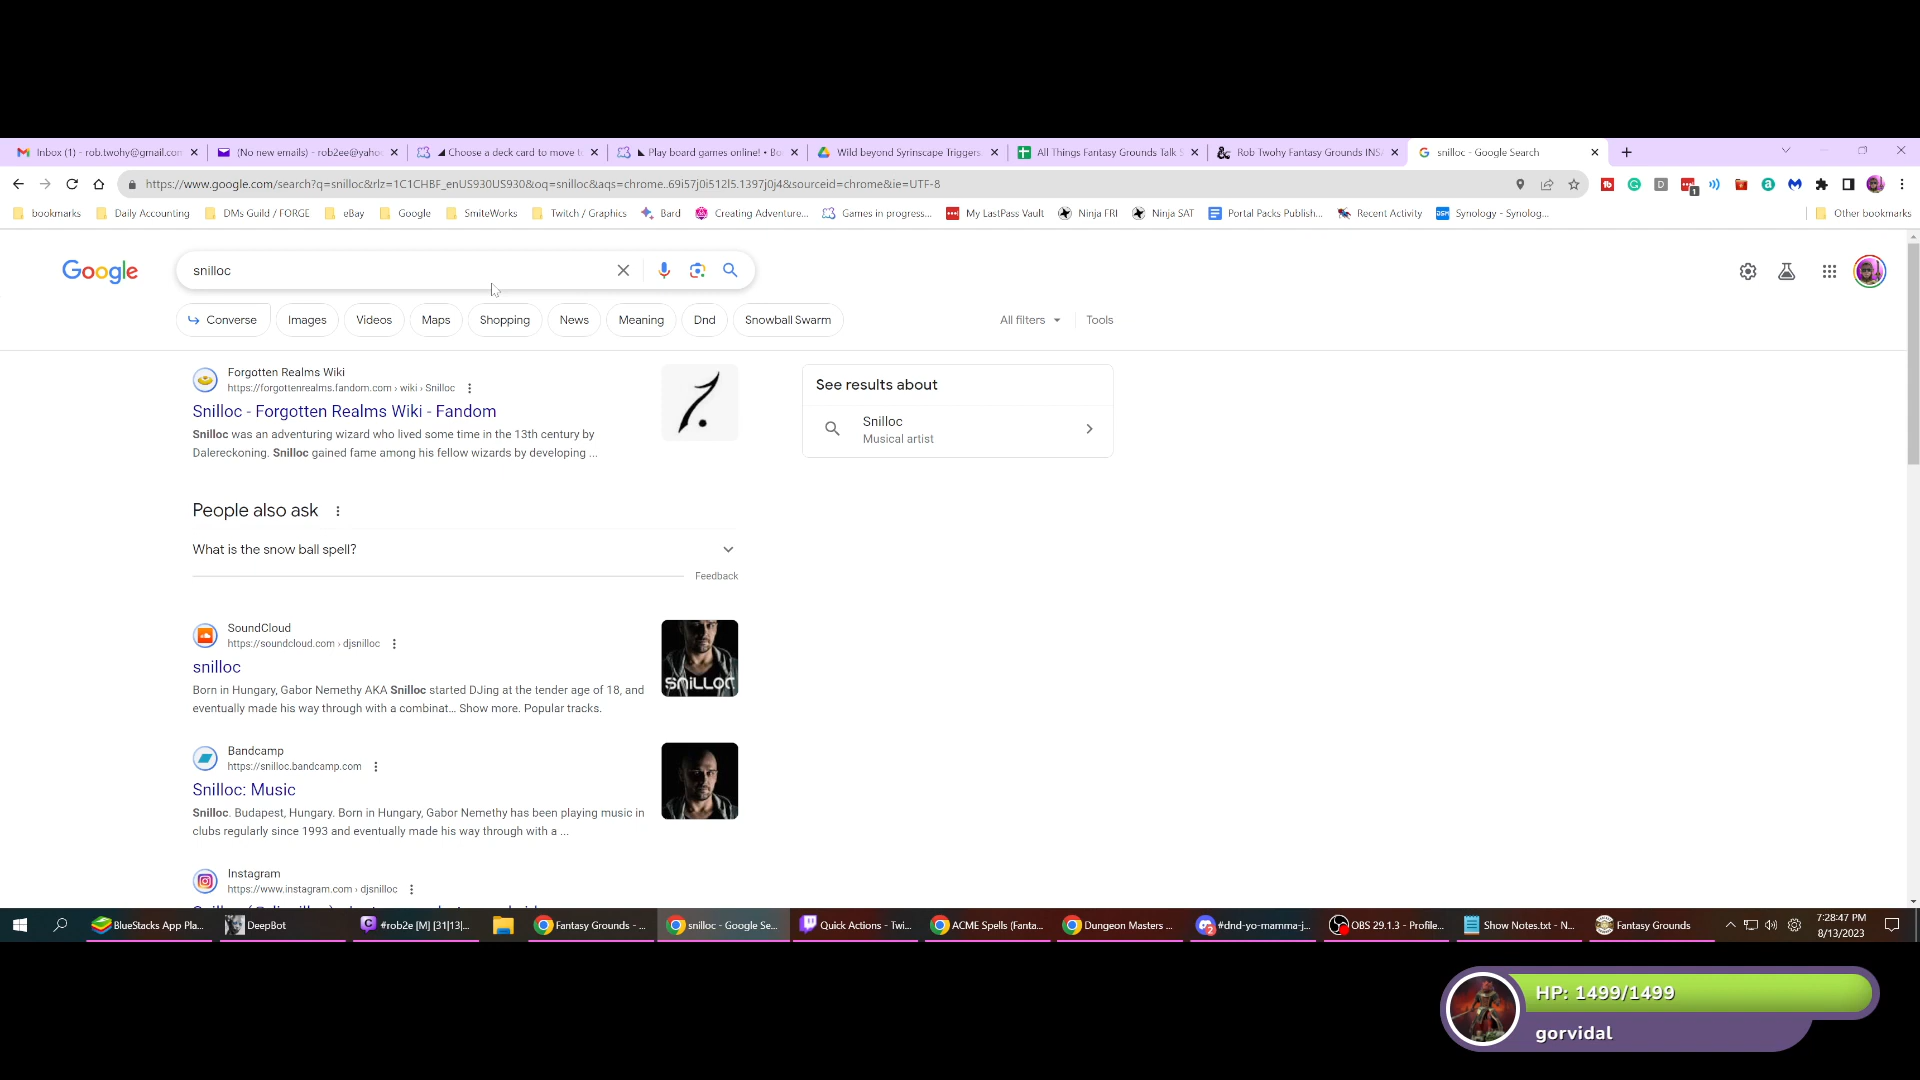 Inbox (1) - rob.twohy@gmail.com
(No new emails) - rob2ee@yaho
Choose a deck card to move t
Play board games online! • Bo
Wild beyond Syrinscape Triggers
All Things Fantasy Grounds Talk S
Rob Twohy Fantasy Grounds INS
snilloc - Google Search
https://www.google.com/search?q=snilloc&rlz=1C1CHBF_enUS930US930&oq=snilloc&aqs=chrome..69i57j0i512l5.1397j0j4&sourceid=chrome&ie=UTF-8
bookmarks
Daily Accounting
DMs Guild / FORGE
eBay
Google
SmiteWorks
Twitch / Graphics
Bard
Creating Adventure...
Games in progress...
My LastPass Vault
Ninja FRI
Ninja SAT
Portal Packs Publish...
Recent Activity
Synology - Synolog...
Other bookmarks
Google
snilloc
Converse
Images
Videos
Maps
Shopping
News
Meaning
Dnd
Snowball Swarm
All filters
Tools
Forgotten Realms Wiki
https://forgottenrealms.fandom.com › wiki › Snilloc
Snilloc - Forgotten Realms Wiki - Fandom
Snilloc was an adventuring wizard who lived some time in the 13th century by
Dalereckoning. Snilloc gained fame among his fellow wizards by developing ...
See results about
Snilloc
Musical artist
People also ask
What is the snow ball spell?
Feedback
SoundCloud
https://soundcloud.com › djsnilloc
snilloc
Born in Hungary, Gabor Nemethy AKA Snilloc started DJing at the tender age of 18, and
eventually made his way through with a combinat... Show more. Popular tracks.
SNILLOC
Bandcamp
https://snilloc.bandcamp.com
Snilloc: Music
Snilloc. Budapest, Hungary. Born in Hungary, Gabor Nemethy has been playing music in
clubs regularly since 1993 and eventually made his way through with a ...
Instagram
https://www.instagram.com › djsnilloc
BlueStacks App Pla...
DeepBot
#rob2e [M] [31|13|...
Fantasy Grounds - ...
snilloc - Google Se...
Quick Actions - Twi...
ACME Spells (Fanta...
Dungeon Masters ...
#dnd-yo-mamma-j...
OBS 29.1.3 - Profile...
Show Notes.txt - N...
Fantasy Grounds
7:28:47 PM
8/13/2023
HP: 1499/1499
gorvidal